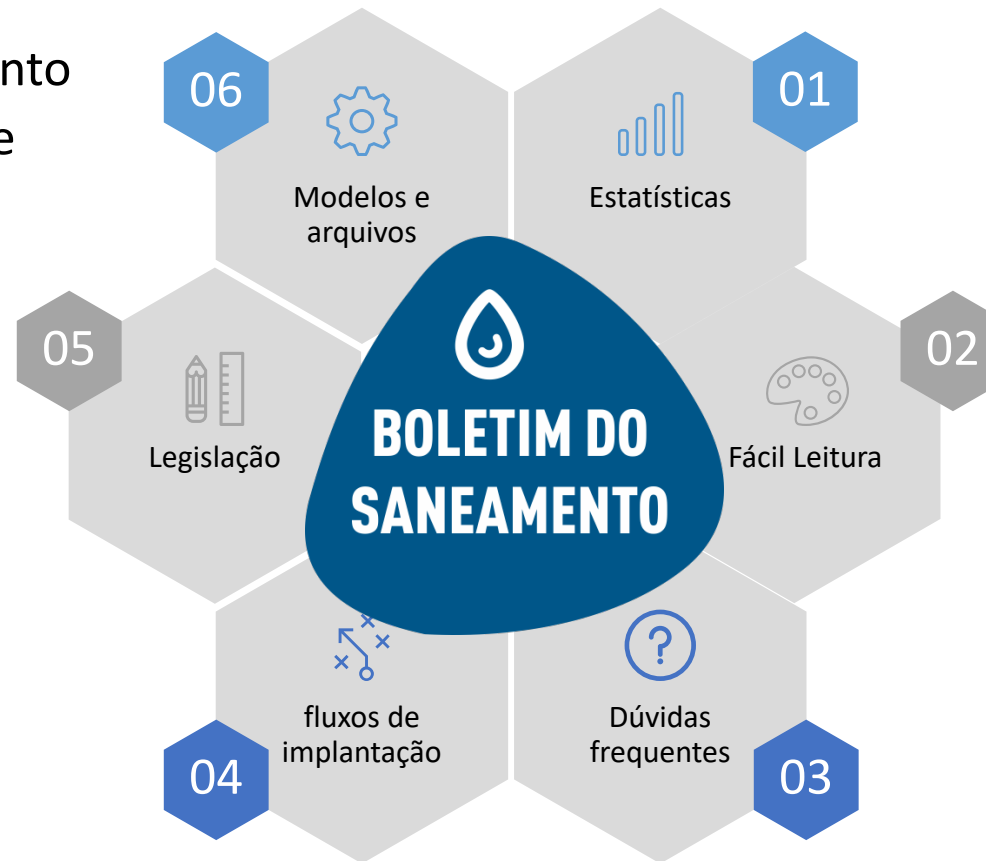 nto
e
06
Modelos e
arquivos
01
Estatísticas
05
Legislação
BOLETIM DO
SANEAMENTO
02
Fácil Leitura
04
fluxos de
implantação
Dúvidas
frequentes
03